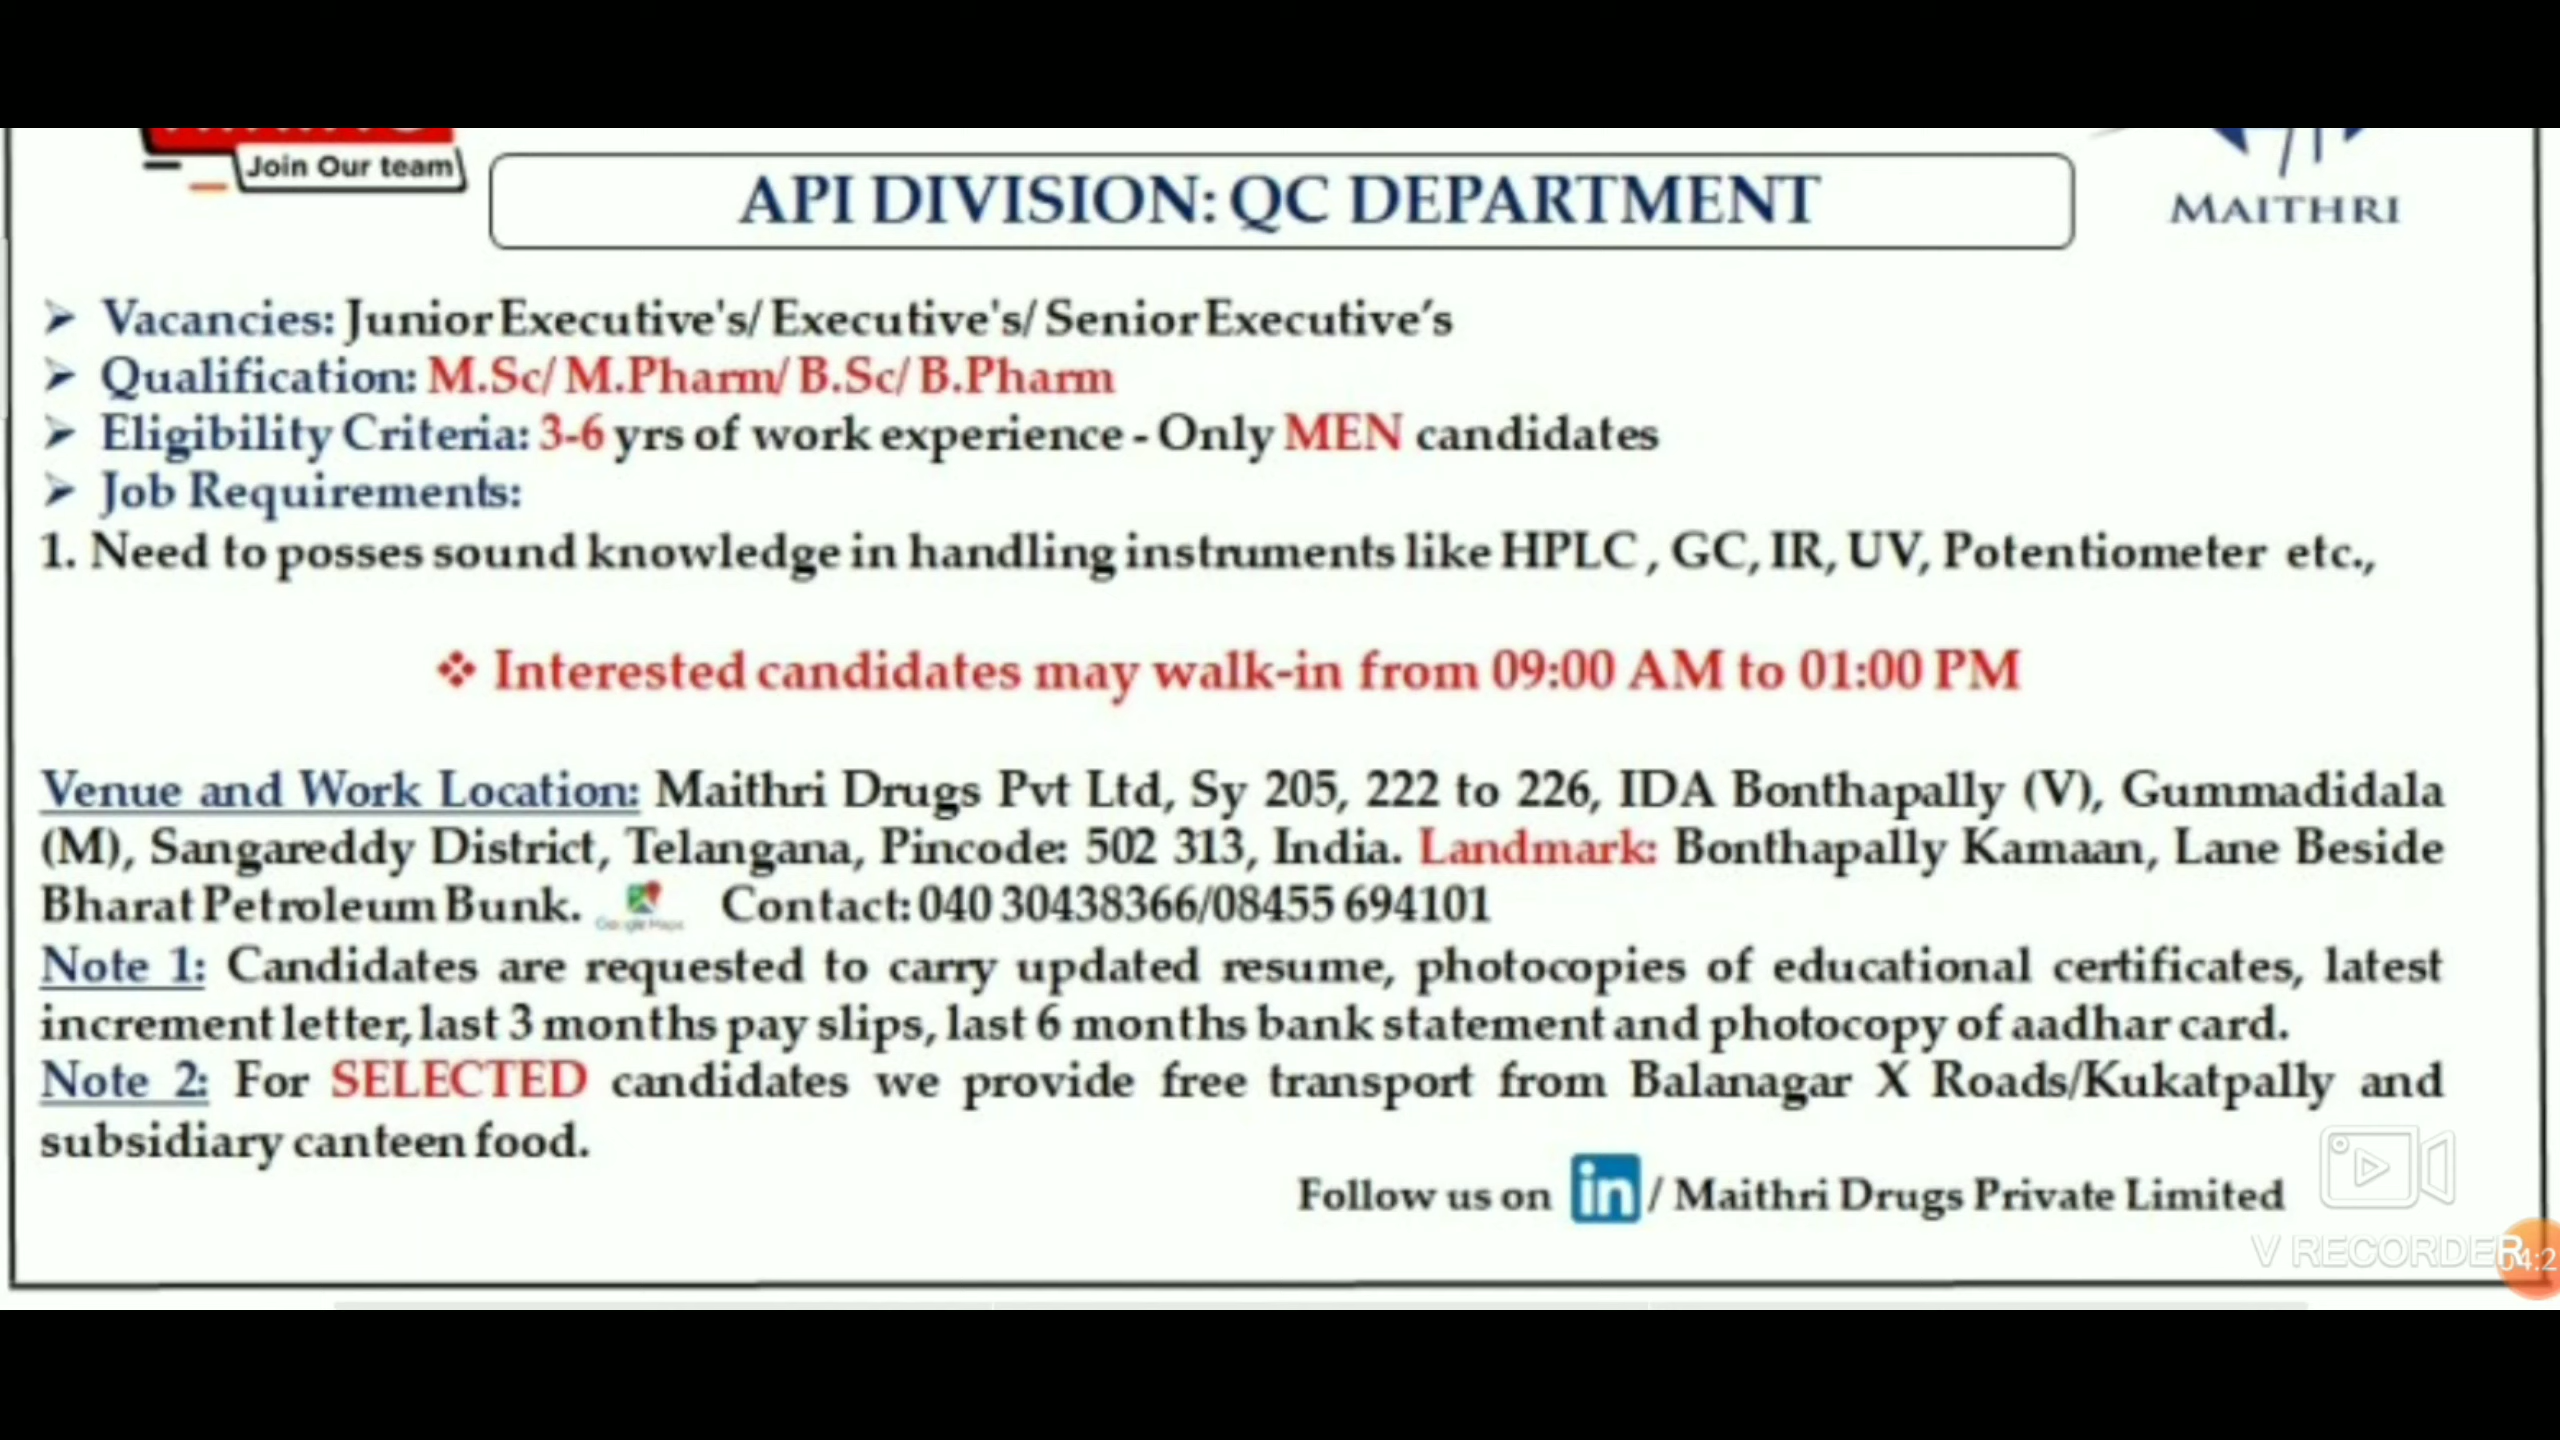 Join Our team
API DIVISION: QC DEPARTMENT
MAITHRI
➢ Vacancies: Junior Executive's/ Executive's/ Senior Executive’s
➢ Qualification: M.Sc/ M.Pharm/ B.Sc/ B.Pharm
➢ Eligibility Criteria: 3-6 yrs of work experience - Only MEN candidates
➢ Job Requirements:
1. Need to posses sound knowledge in handling instruments like HPLC , GC, IR, UV, Potentiometer etc.,
❖ Interested candidates may walk-in from 09:00 AM to 01:00 PM
Venue and Work Location: Maithri Drugs Pvt Ltd, Sy 205, 222 to 226, IDA Bonthapally (V), Gummadidala
(M), Sangareddy District, Telangana, Pincode: 502 313, India. Landmark: Bonthapally Kamaan, Lane Beside
Bharat Petroleum Bunk. Google Maps Contact: 040 30438366/08455 694101
Note 1: Candidates are requested to carry updated resume, photocopies of educational certificates, latest
increment letter, last 3 months pay slips, last 6 months bank statement and photocopy of aadhar card.
Note 2: For SELECTED candidates we provide free transport from Balanagar X Roads/Kukatpally and
subsidiary canteen food.
Follow us on in / Maithri Drugs Private Limited
V RECORDER